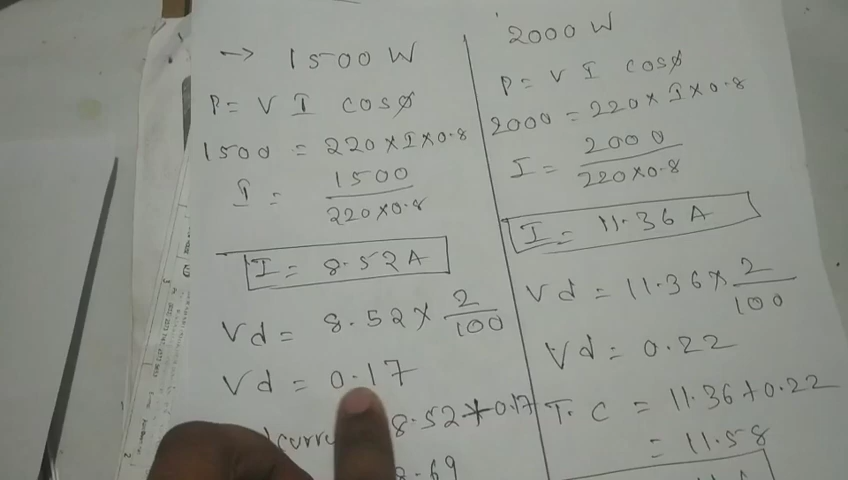 → 1500 W
P = V I cosϕ
1500 = 220 × I × 0.8
I = 1500 / 220×0.8
I = 8.52 A
Vd = 8.52 × 2/100
Vd = 0.17
8.52 + 0.17
8.69
2000 W
P = V I cosϕ
2000 = 220 × I × 0.8
I = 2000 / 220×0.8
I = 11.36 A
Vd = 11.36 × 2/100
Vd = 0.22
T.C = 11.36 + 0.22
= 11.58